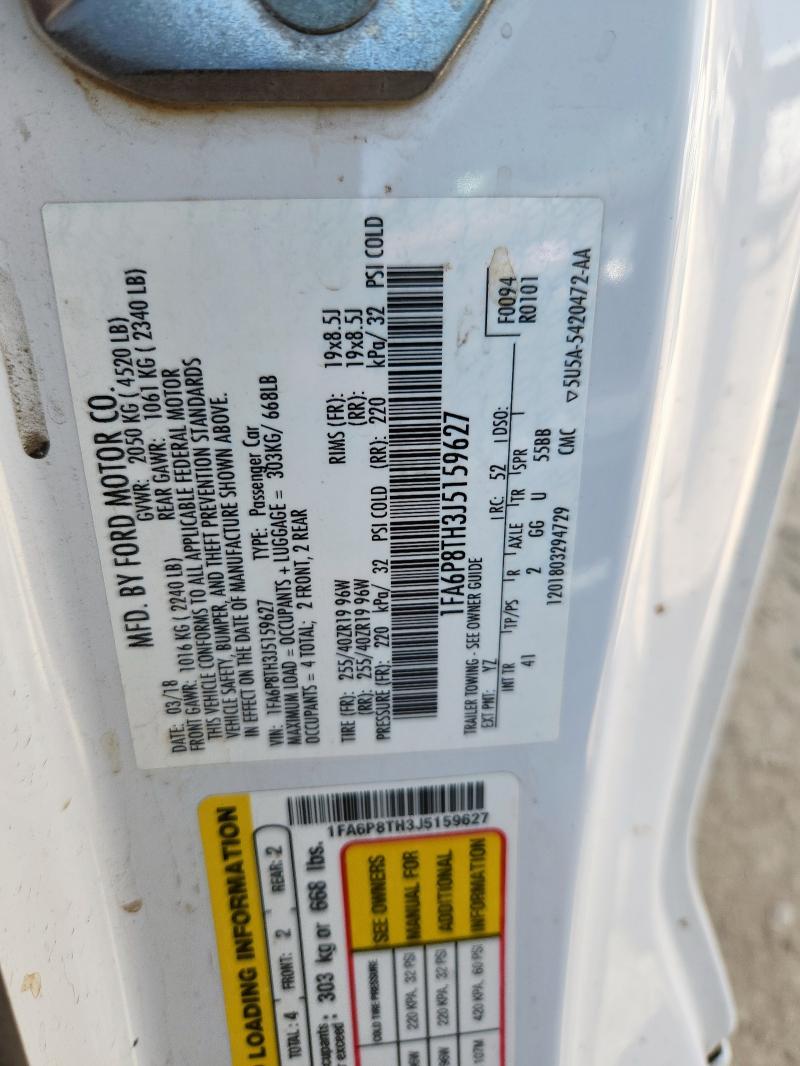 MFD. BY FORD MOTOR CO.
DATE: 03/18 GVWR: 2050 KG ( 4520 LB)
FRONT GAWR: 1016 KG ( 2240 LB) REAR GAWR: 1061 KG ( 2340 LB)
THIS VEHICLE CONFORMS TO ALL APPLICABLE FEDERAL MOTOR
VEHICLE SAFETY, BUMPER, AND THEFT PREVENTION STANDARDS
IN EFFECT ON THE DATE OF MANUFACTURE SHOWN ABOVE.
VIN: 1FA6P8TH3J5159627 TYPE: Passenger Car
MAXIMUM LOAD = OCCUPANTS + LUGGAGE = 303KG/ 668LB
OCCUPANTS = 4 TOTAL; 2 FRONT, 2 REAR
TIRE (FR): 255/40ZR19 96W RIMS (FR): 19x8.5J
(RR): 255/40ZR19 96W (RR): 19x8.5J
PRESSURE (FR): 220 kPa/ 32 PSI COLD (RR): 220 kPa/ 32 PSI COLD
1FA6P8TH3J5159627
TRAILER TOWING - SEE OWNER GUIDE
EXT PNT: YZ RC: 52 DSO: F0094
R0101
INT TR TP/PS R AXLE TR SPR
41 2 GG U 55BB
1201803294729 CMC ▽5U5A-5420472-AA
LOADING INFORMATION
TOTAL: 4 FRONT: 2 REAR: 2
303 kg or 668 lbs.
1FA6P8TH3J5159627
COLD TIRE PRESSURE SEE OWNERS
220 KPA, 32 PSI MANUAL FOR
220 KPA, 32 PSI ADDITIONAL
107M 420 KPA, 60 PSI INFORMATION